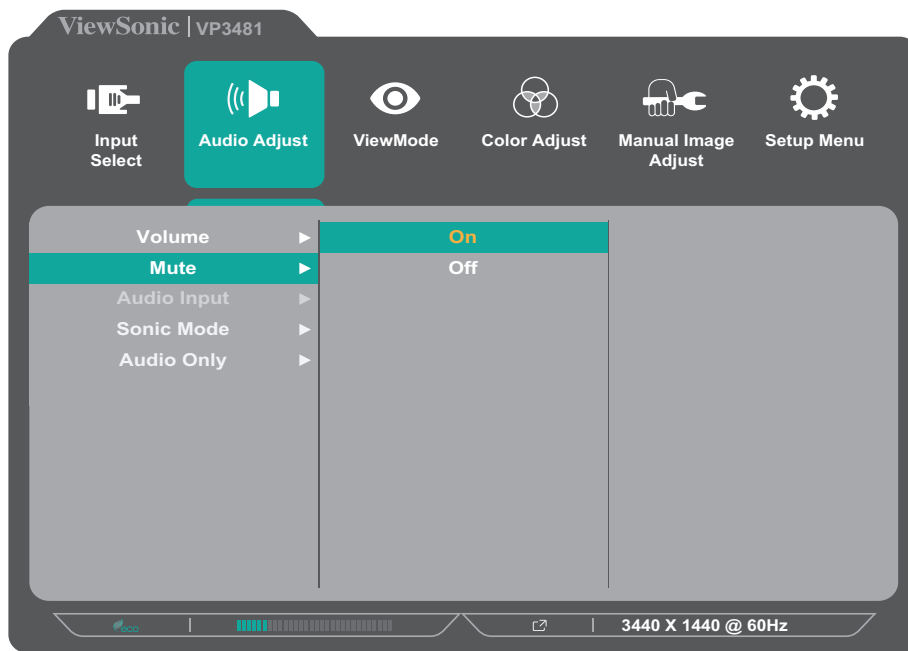 ViewSonic | VP3481
Input Select
Audio Adjust
ViewMode
Color Adjust
Manual Image Adjust
Setup Menu
Volume
On
Mute
Off
Audio Input
Sonic Mode
Audio Only
eco
3440 X 1440 @ 60Hz